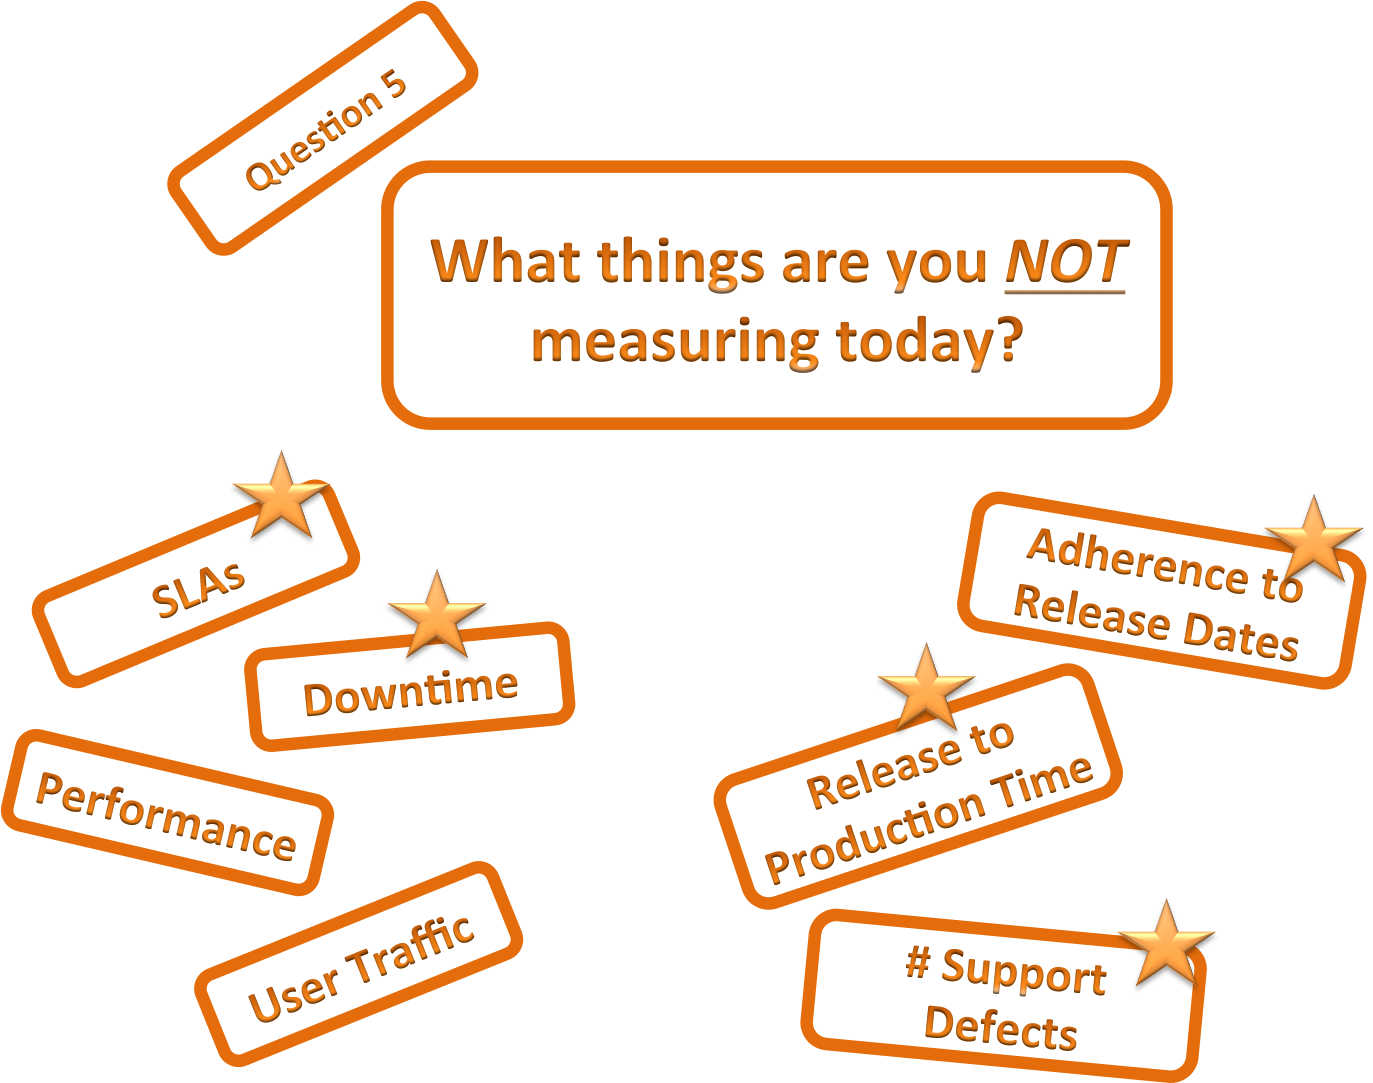 Question 5
What things are you NOT
measuring today?
SLAs
Downtime
Performance
User Traffic
Adherence to
Release Dates
Release to
Production Time
# Support
Defects